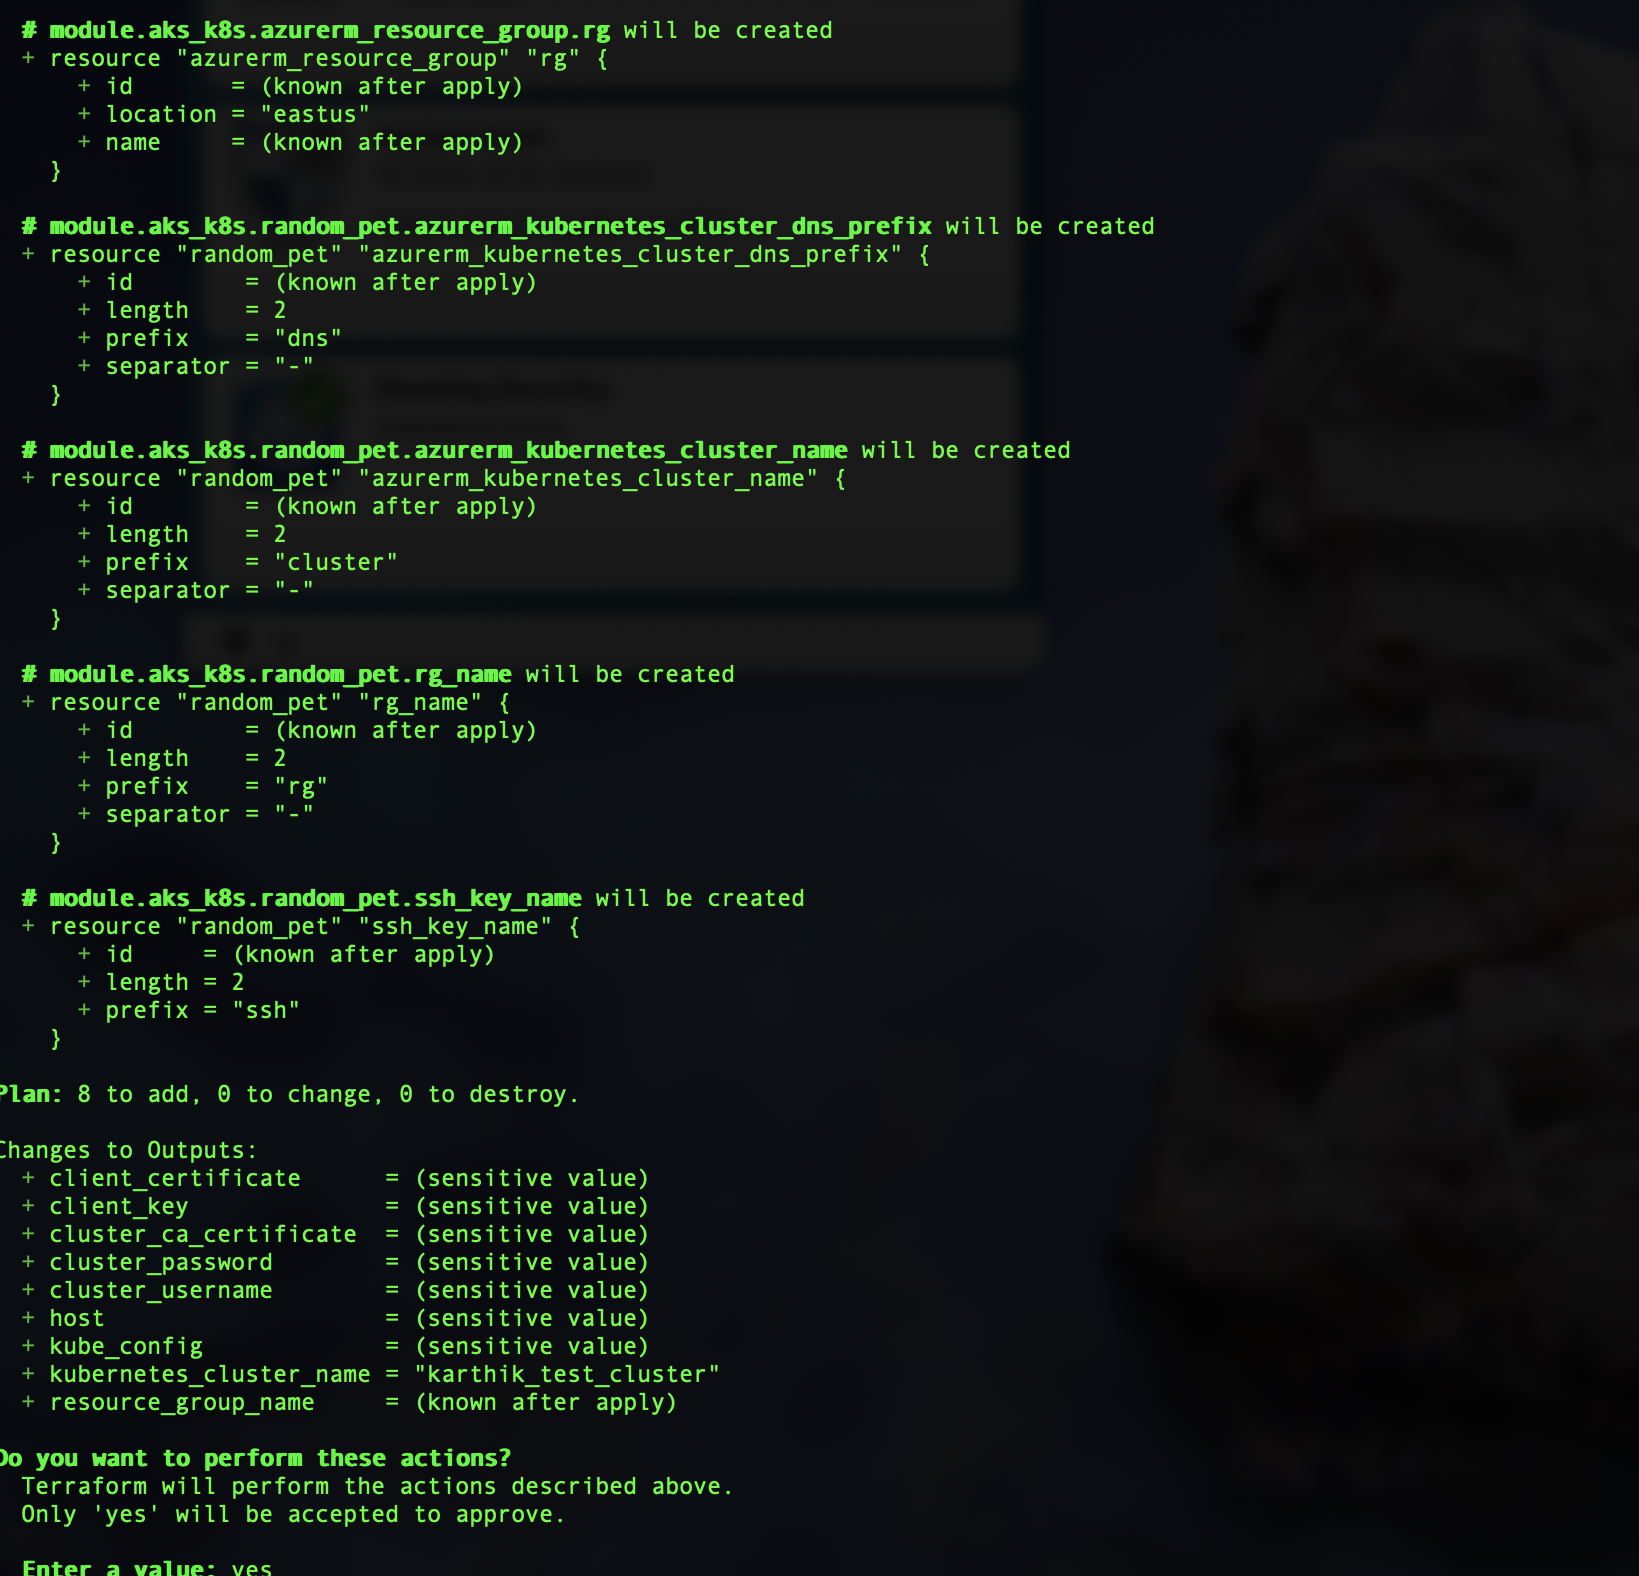 # module.aks_k8s.azurerm_resource_group.rg will be created
+ resource "azurerm_resource_group" "rg" {
+ id       = (known after apply)
+ location = "eastus"
+ name     = (known after apply)
}
# module.aks_k8s.random_pet.azurerm_kubernetes_cluster_dns_prefix will be created
+ resource "random_pet" "azurerm_kubernetes_cluster_dns_prefix" {
+ id        = (known after apply)
+ length    = 2
+ prefix    = "dns"
+ separator = "-"
}
# module.aks_k8s.random_pet.azurerm_kubernetes_cluster_name will be created
+ resource "random_pet" "azurerm_kubernetes_cluster_name" {
+ id        = (known after apply)
+ length    = 2
+ prefix    = "cluster"
+ separator = "-"
}
# module.aks_k8s.random_pet.rg_name will be created
+ resource "random_pet" "rg_name" {
+ id        = (known after apply)
+ length    = 2
+ prefix    = "rg"
+ separator = "-"
}
# module.aks_k8s.random_pet.ssh_key_name will be created
+ resource "random_pet" "ssh_key_name" {
+ id     = (known after apply)
+ length = 2
+ prefix = "ssh"
}
Plan: 8 to add, 0 to change, 0 to destroy.
Changes to Outputs:
+ client_certificate      = (sensitive value)
+ client_key              = (sensitive value)
+ cluster_ca_certificate  = (sensitive value)
+ cluster_password        = (sensitive value)
+ cluster_username        = (sensitive value)
+ host                    = (sensitive value)
+ kube_config             = (sensitive value)
+ kubernetes_cluster_name = "karthik_test_cluster"
+ resource_group_name     = (known after apply)
Do you want to perform these actions?
Terraform will perform the actions described above.
Only 'yes' will be accepted to approve.
Enter a value: yes